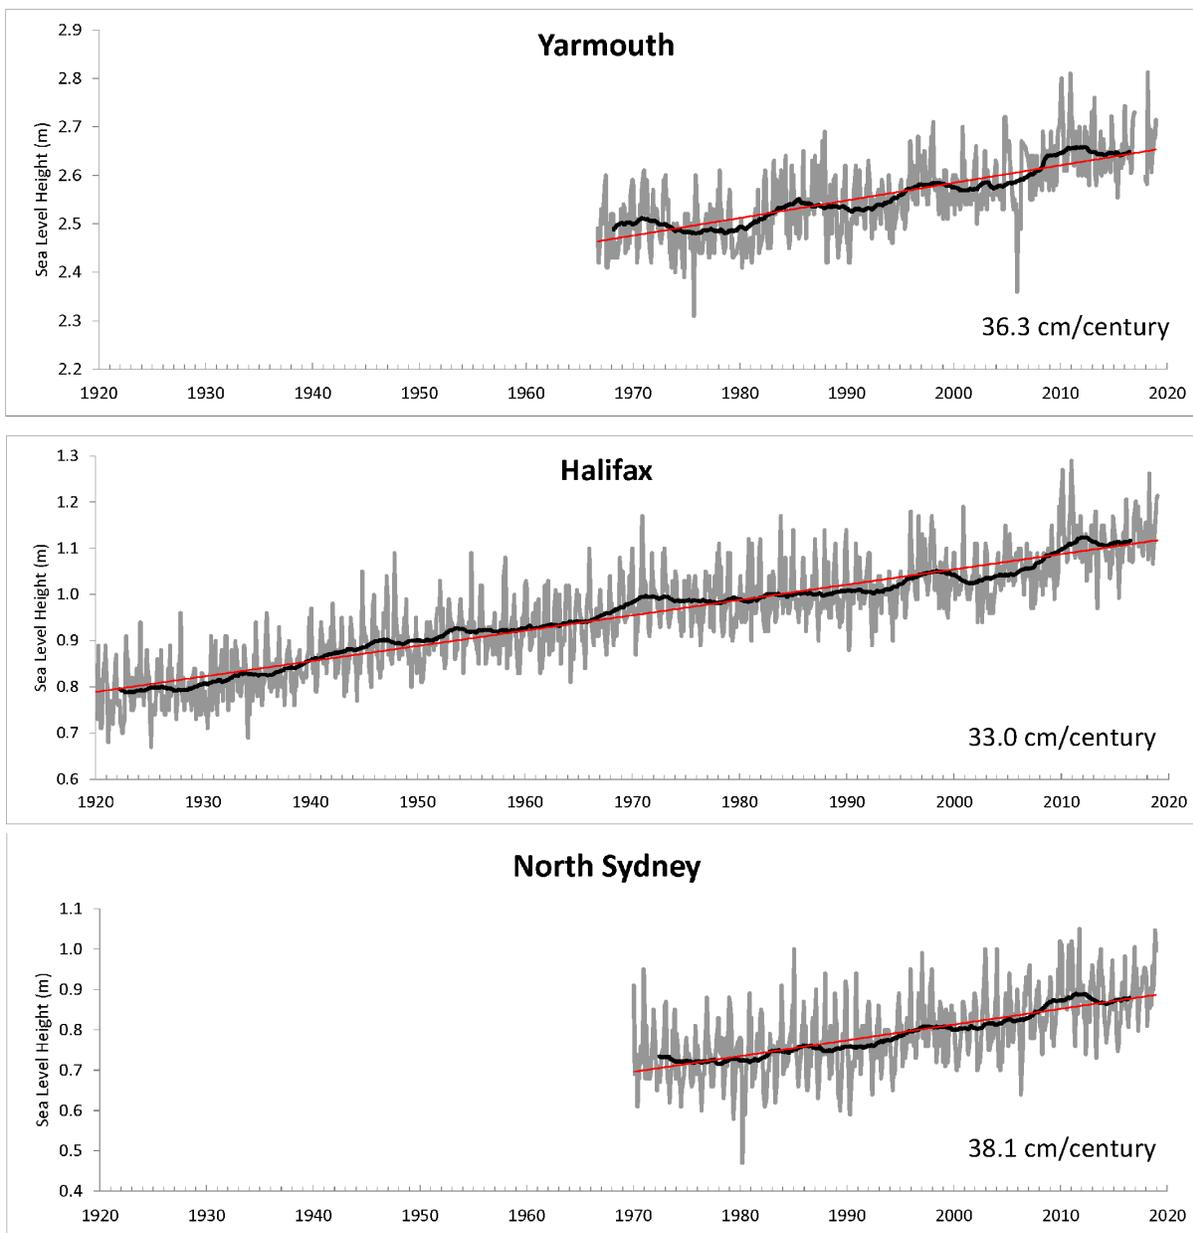 Yarmouth
Sea Level Height (m)
2.9
2.8
2.7
2.6
2.5
2.4
2.3
2.2
36.3 cm/century
1920 1930 1940 1950 1960 1970 1980 1990 2000 2010 2020
Halifax
Sea Level Height (m)
1.3
1.2
1.1
1.0
0.9
0.8
0.7
0.6
33.0 cm/century
1920 1930 1940 1950 1960 1970 1980 1990 2000 2010 2020
North Sydney
Sea Level Height (m)
1.1
1.0
0.9
0.8
0.7
0.6
0.5
0.4
38.1 cm/century
1920 1930 1940 1950 1960 1970 1980 1990 2000 2010 2020